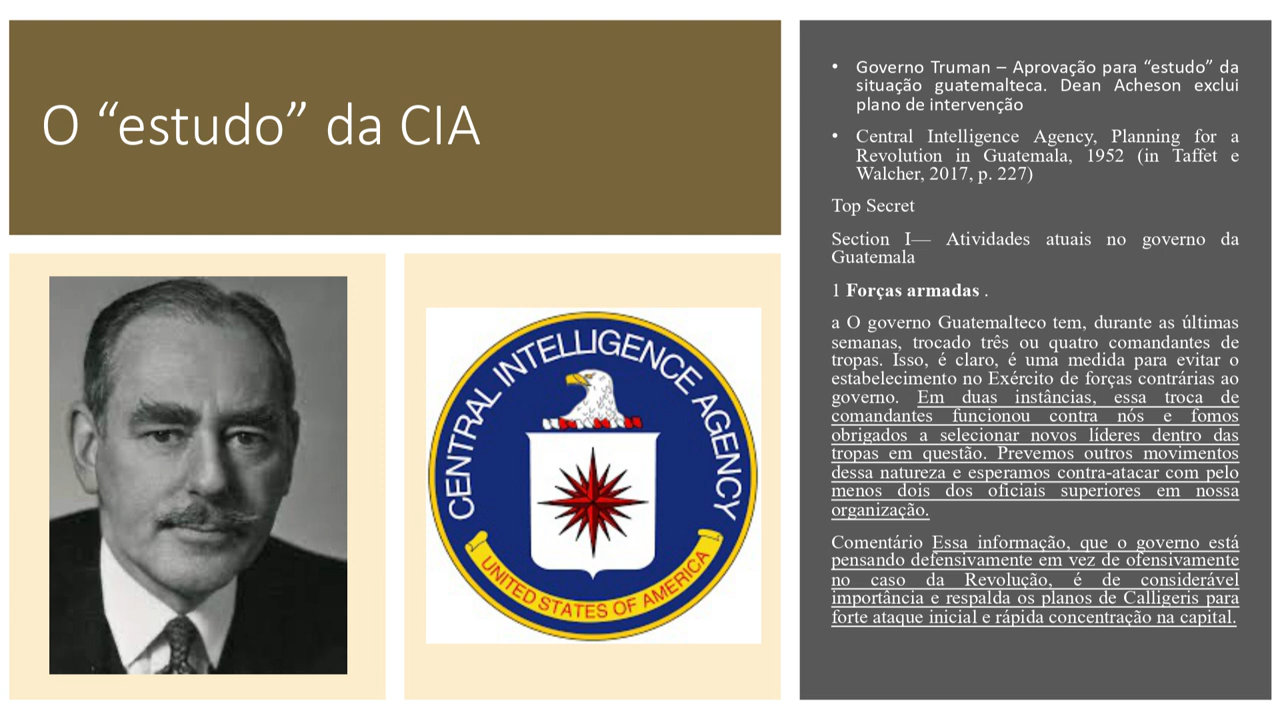 O “estudo” da CIA
CENTRAL INTELLIGENCE AGENCY
UNITED STATES OF AMERICA
• Governo Truman – Aprovação para “estudo” da
situação guatemalteca. Dean Acheson exclui
plano de intervenção
• Central Intelligence Agency, Planning for a
Revolution in Guatemala, 1952 (in Taffet e
Walcher, 2017, p. 227)
Top Secret
Section I— Atividades atuais no governo da
Guatemala
1 Forças armadas .
a O governo Guatemalteco tem, durante as últimas
semanas, trocado três ou quatro comandantes de
tropas. Isso, é claro, é uma medida para evitar o
estabelecimento no Exército de forças contrárias ao
governo. Em duas instâncias, essa troca de
comandantes funcionou contra nós e fomos
obrigados a selecionar novos líderes dentro das
tropas em questão. Prevemos outros movimentos
dessa natureza e esperamos contra-atacar com pelo
menos dois dos oficiais superiores em nossa
organização.
Comentário Essa informação, que o governo está
pensando defensivamente em vez de ofensivamente
no caso da Revolução, é de considerável
importância e respalda os planos de Calligeris para
forte ataque inicial e rápida concentração na capital.